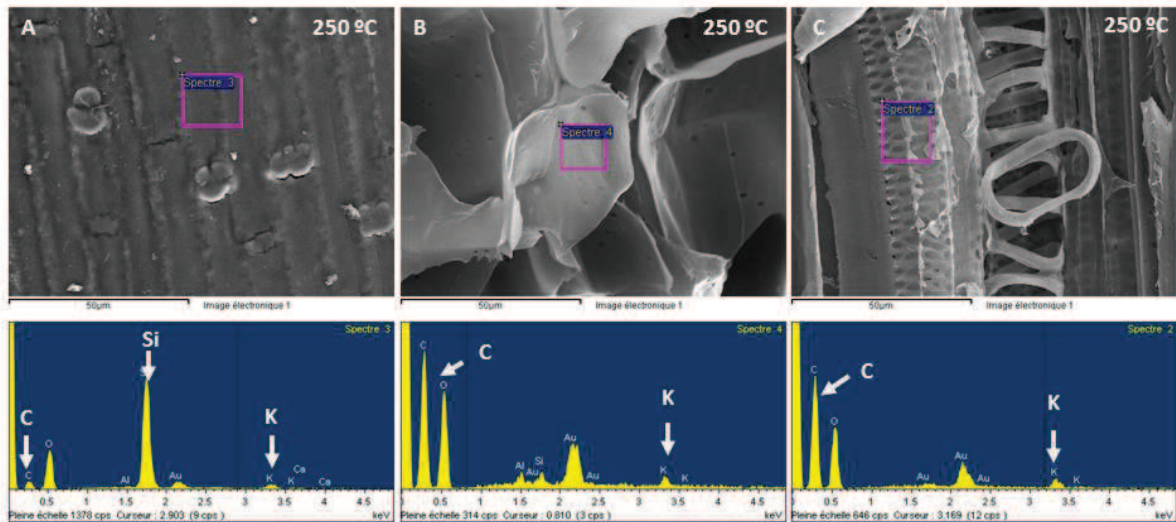 A 250 ºC
Spectre 3
50µm Image électronique 1
B 250 ºC
Spectre 4
50µm Image électronique 1
C 250 ºC
Spectre 2
50µm Image électronique 1
Spectre 3
Si
C
K
C O Al Au K K Ca Ca
0.5 1 1.5 2 2.5 3 3.5 4 4.5
Pleine échelle 1378 cps Curseur : 2.903 (9 cps) keV
Spectre 4
C
K
C O Al Au Si Au Au K K
0.5 1 1.5 2 2.5 3 3.5 4 4.5
Pleine échelle 314 cps Curseur : 0.810 (3 cps) keV
Spectre 2
C
K
C O Au Au Au K K
0.5 1 1.5 2 2.5 3 3.5 4 4.5
Pleine échelle 646 cps Curseur : 3.169 (12 cps) keV